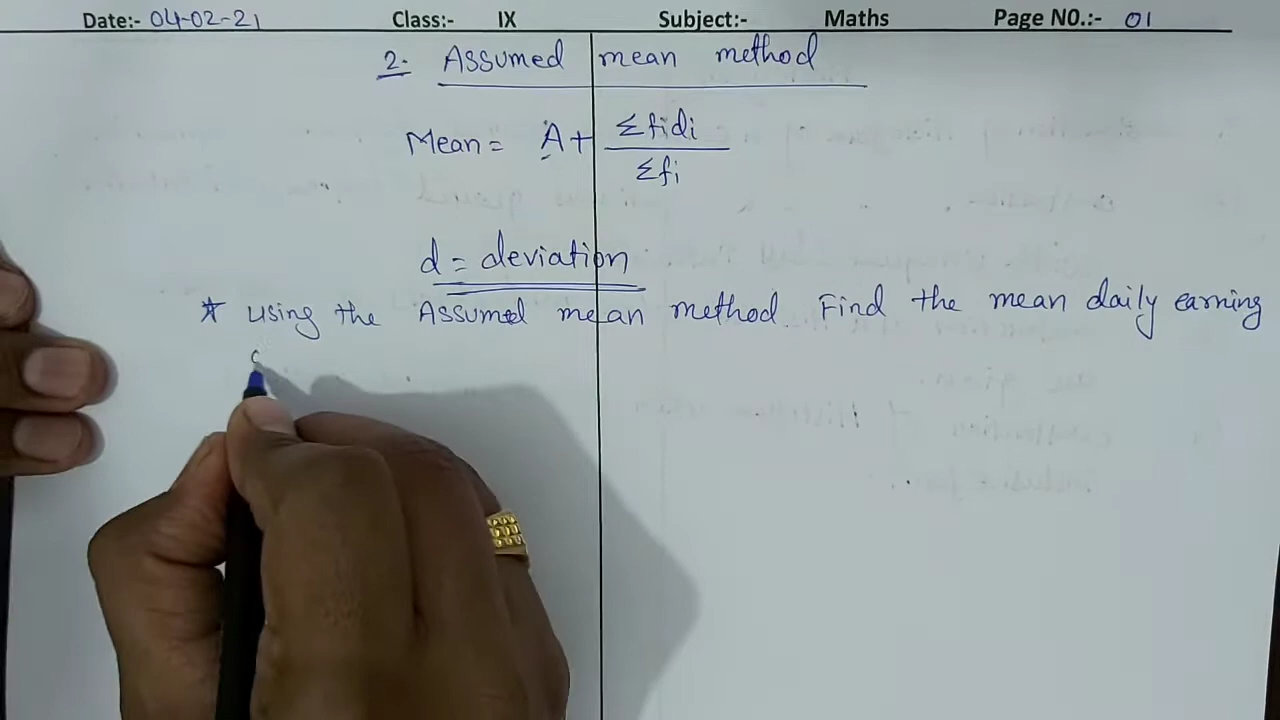 Date:- 04-02-21 Class:- IX Subject:- Maths Page NO.:- 01
2. Assumed mean method
Mean = A + Σfidi
Σfi
d = deviation
* Using the Assumed mean method. Find the mean daily earning